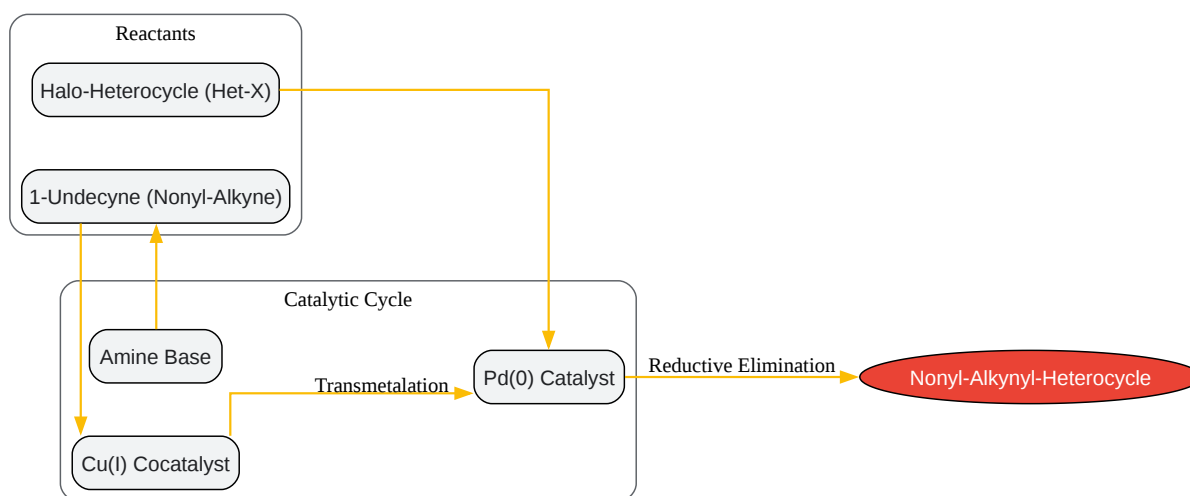 Reactants
Halo-Heterocycle (Het-X)
1-Undecyne (Nonyl-Alkyne)
Catalytic Cycle
Amine Base
Transmetalation
Pd(0) Catalyst
Reductive Elimination
Nonyl-Alkynyl-Heterocycle
Cu(I) Cocatalyst